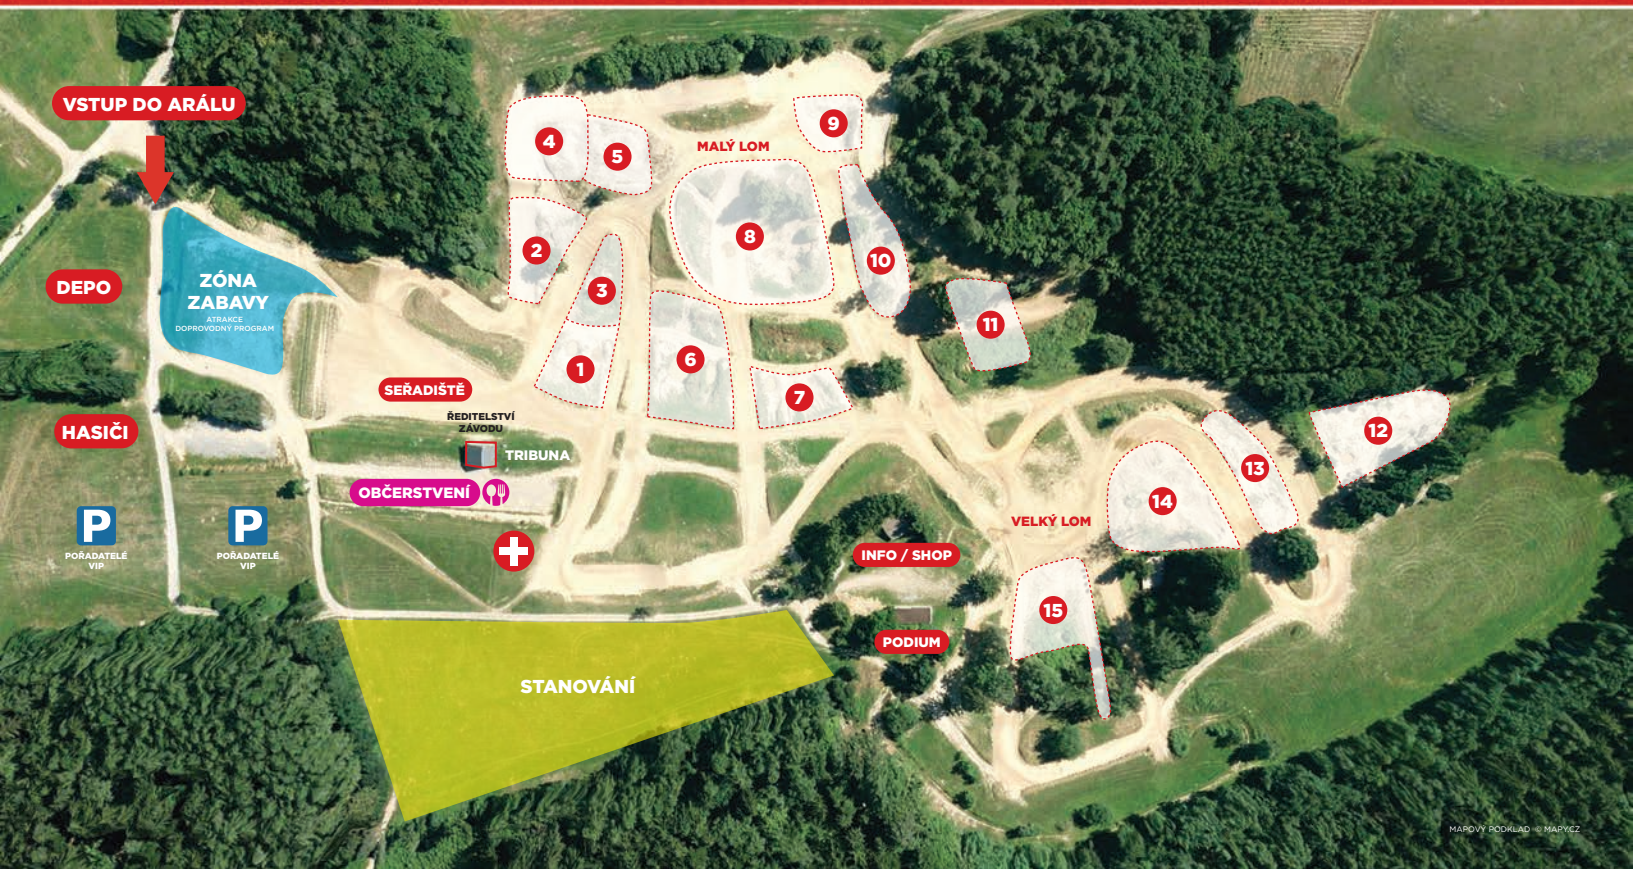 VSTUP DO ARÁLU
4
5
MALÝ LOM
9
2
8
10
DEPO
ZÓNA
ZABAVY
ATRAKCE
DOPROVODNÝ PROGRAM
3
11
1
6
7
SEŘADIŠTĚ
ŘEDITELSTVÍ
ZÁVODU
HASIČI
TRIBUNA
12
13
OBČERSTVENÍ
14
P
POŘADATELÉ
VIP
P
POŘADATELÉ
VIP
VELKÝ LOM
INFO / SHOP
15
PODIUM
STANOVÁNÍ
MAPOVÝ PODKLAD © MAPY.CZ